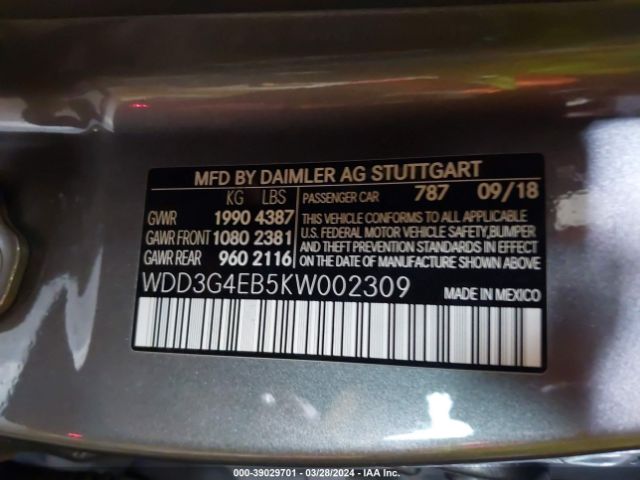 MFD BY DAIMLER AG STUTTGART
KG LBS PASSENGER CAR 787 09/18
GVWR 1990 4387 THIS VEHICLE CONFORMS TO ALL APPLICABLE
GAWR FRONT 1080 2381 U.S. FEDERAL MOTOR VEHICLE SAFETY, BUMPER
GAWR REAR 960 2116 AND THEFT PREVENTION STANDARDS IN EFFECT ON THE DATE OF MANUFACTURE SHOWN ABOVE.
WDD3G4EB5KW002309 MADE IN MEXICO
000-39029701 - 03/28/2024 - IAA Inc.